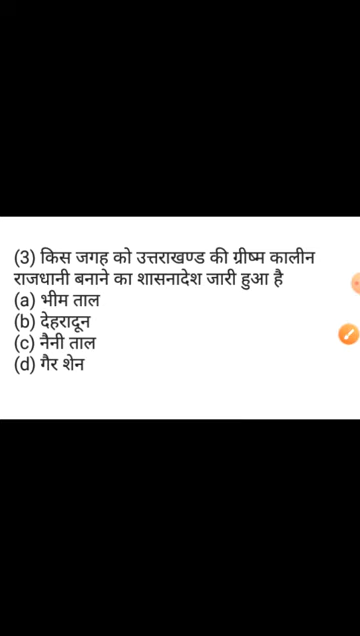 (3) किस जगह को उत्तराखण्ड की ग्रीष्म कालीन
राजधानी बनाने का शासनादेश जारी हुआ है
(a) भीम ताल
(b) देहरादून
(c) नैनी ताल
(d) गैर शेन